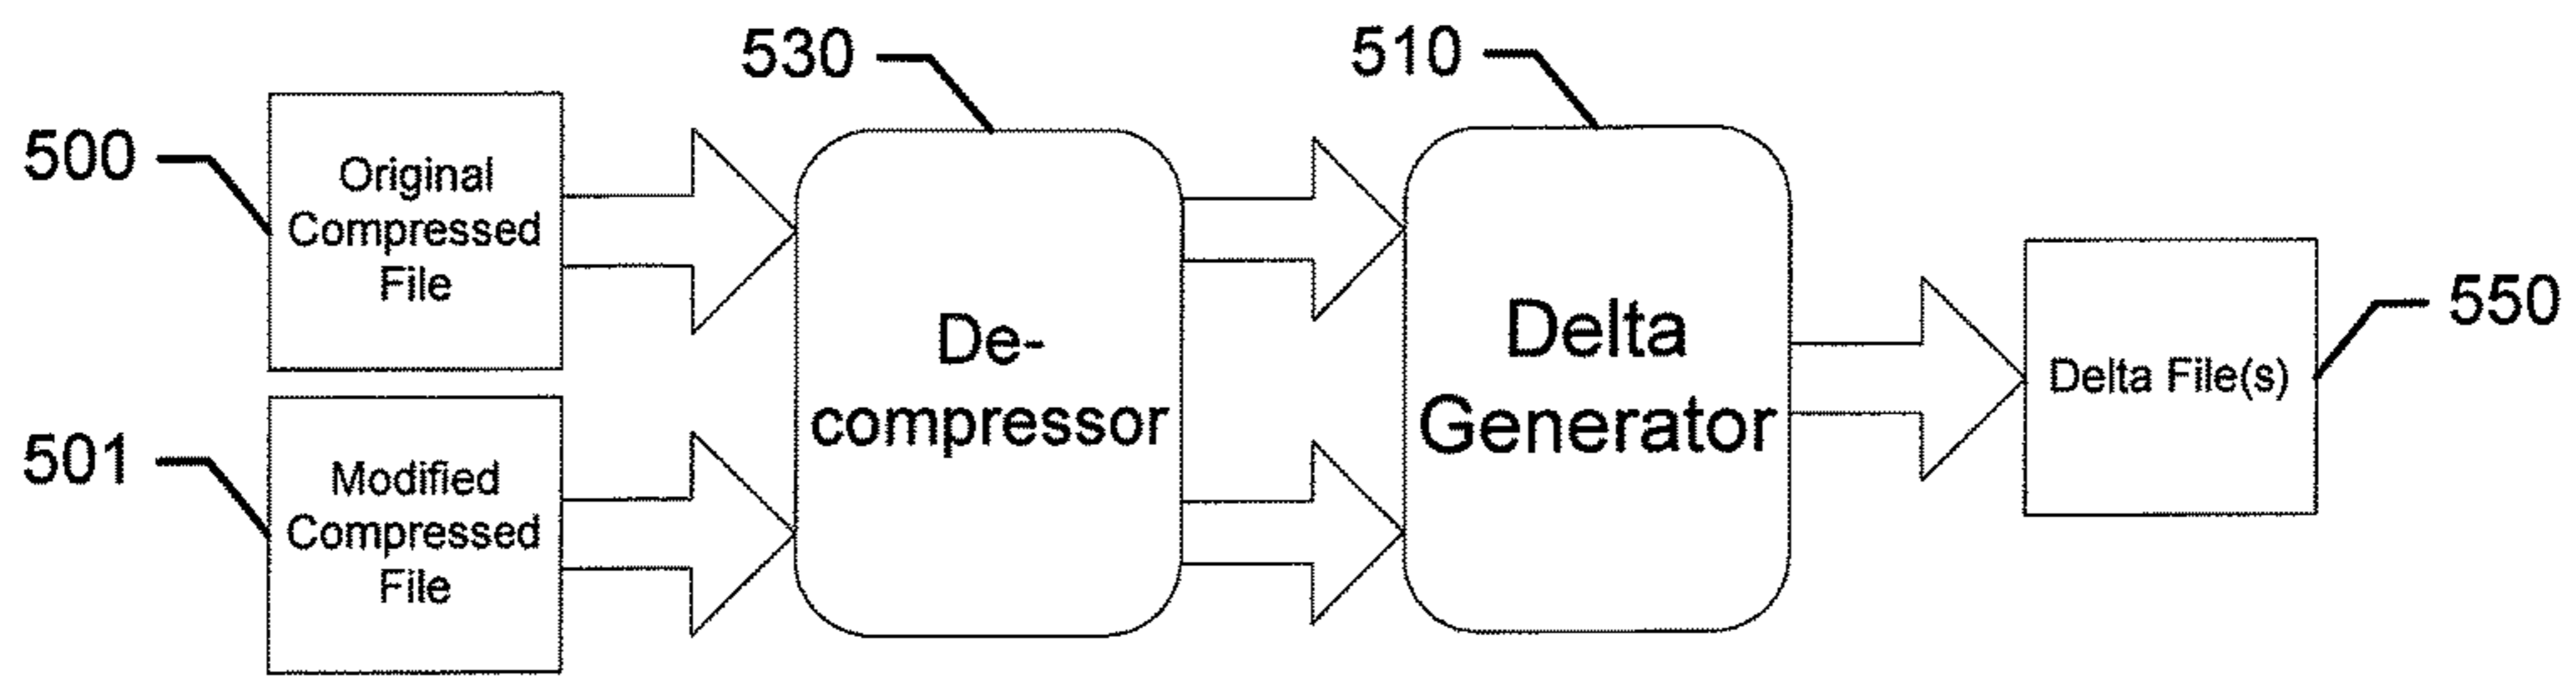 530
510
500
Original
Compressed
File
De-
compressor
Delta
Generator
Delta File(s)
550
501
Modified
Compressed
File